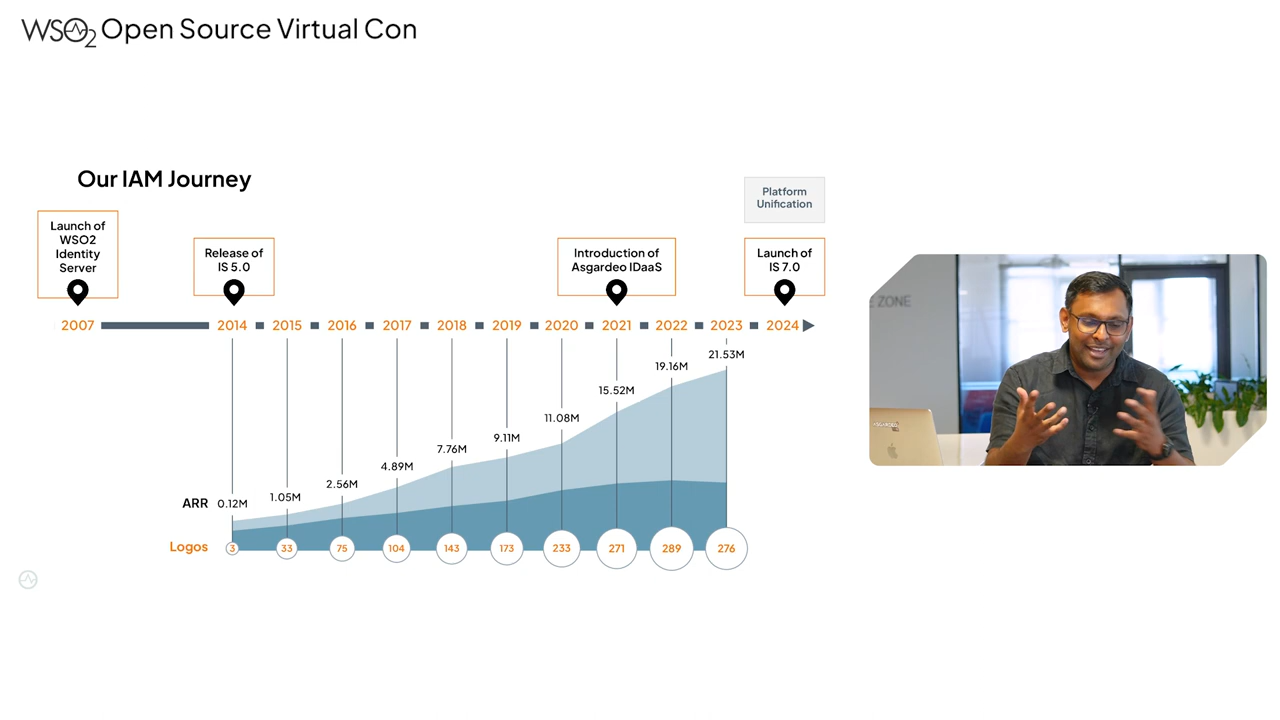 WSO2 Open Source Virtual Con
Our IAM Journey
Platform
Unification
Launch of
WSO2
Identity
Server
Release of
IS 5.0
Introduction of
Asgardeo IDaaS
Launch of
IS 7.0
2007 2014 2015 2016 2017 2018 2019 2020 2021 2022 2023 2024
ARR 0.12M 1.05M 2.56M 4.89M 7.76M 9.11M 11.08M 15.52M 19.16M 21.53M
Logos 3 33 75 104 143 173 233 271 289 276
E ZONE
ASGARDEO